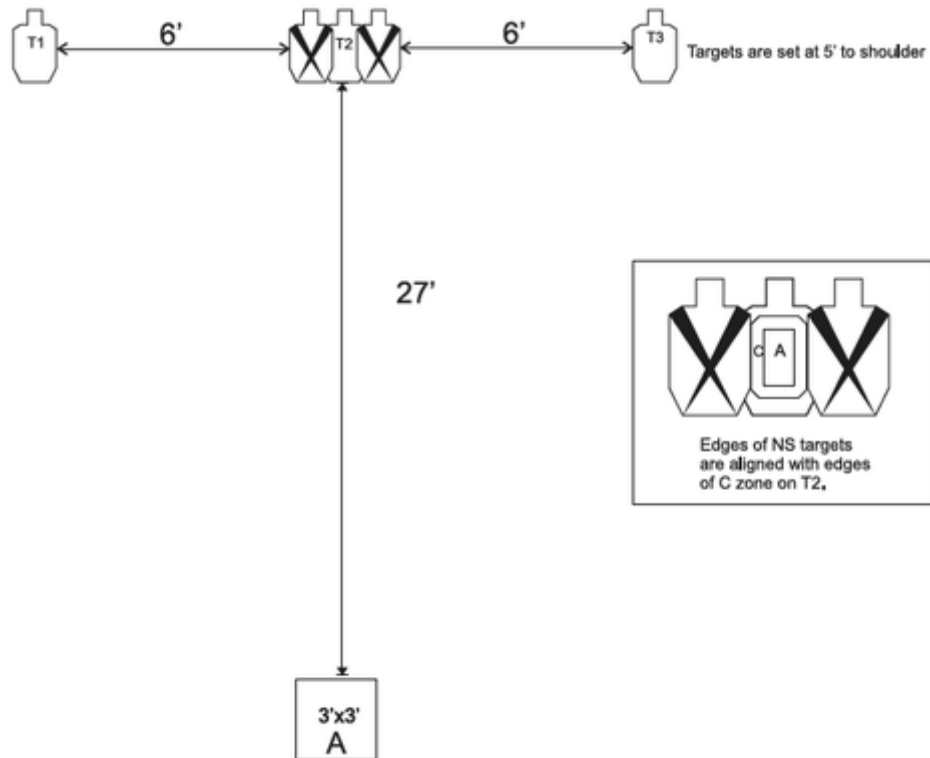 T1
6’
T2
6’
T3
Targets are set at 5’ to shoulder
27’
C
A
Edges of NS targets
are aligned with edges
of C zone on T2.
3’x3’
A